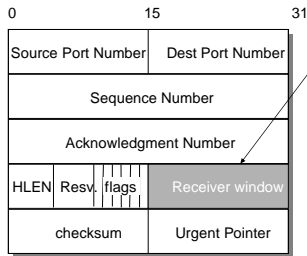 0 15 31
Source Port Number Dest Port Number
Sequence Number
Acknowledgment Number
HLEN Resv. flags Receiver window
checksum Urgent Pointer